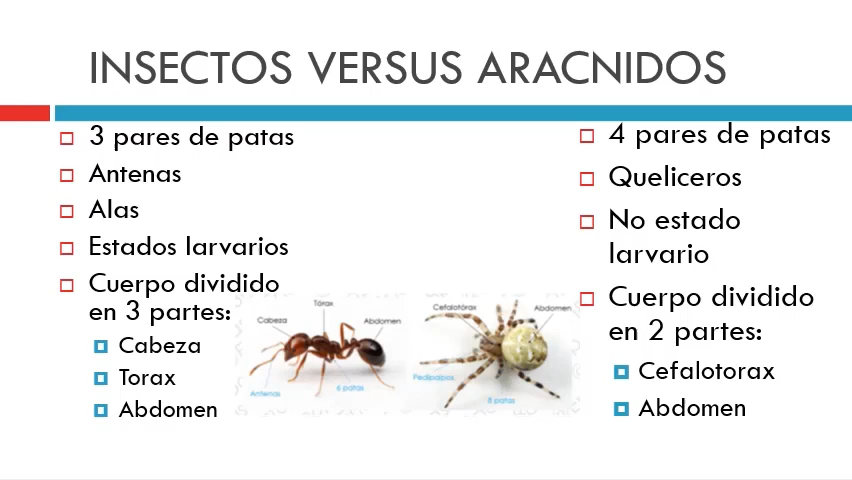 INSECTOS VERSUS ARACNIDOS
3 pares de patas
Antenas
Alas
Estados larvarios
Cuerpo dividido
en 3 partes:
Cabeza
Torax
Abdomen
Tórax
Cabeza
Abdomen
Antenas
6 patas
Cefalotórax
Abdomen
Pedipalpos
8 patas
4 pares de patas
Queliceros
No estado
larvario
Cuerpo dividido
en 2 partes:
Cefalotorax
Abdomen